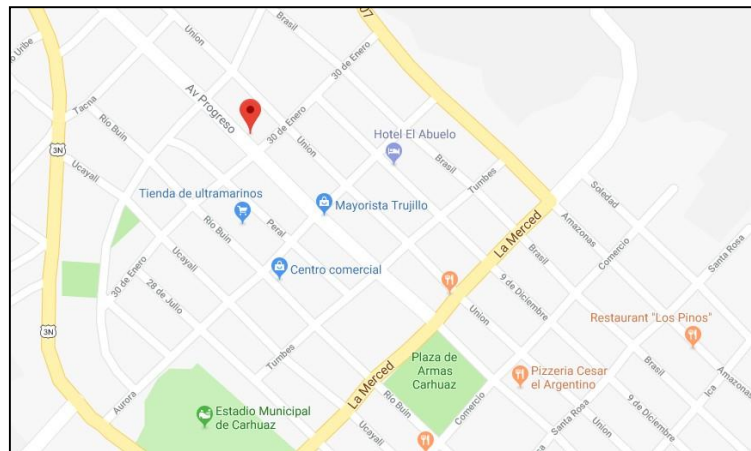 Uribe
Union
Brasil
07
30 de Enero
Av Progreso
Tacna
Rio Buin
30 de Enero
Union
Hotel El Abuelo
Brasil
Tumbes
3N
Ucayali
Soledad
Tienda de ultramarinos
Mayorista Trujillo
Rio Buin
Peral
La Merced
Amazonas
Comercio
Santa Rosa
Ucayali
Centro comercial
Brasil
30 de Enero
28 de Julio
9 de Diciembre
Union
Restaurant "Los Pinos"
3N
Tumbes
Plaza de
Armas
Carhuaz
Brasil
Pizzeria Cesar
el Argentino
Amazonas
La Merced
Aurora
Estadio Municipal
de Carhuaz
Rio Buin
Comercio
Ica
9 de Diciembre
Santa Rosa
Union
Ucayali